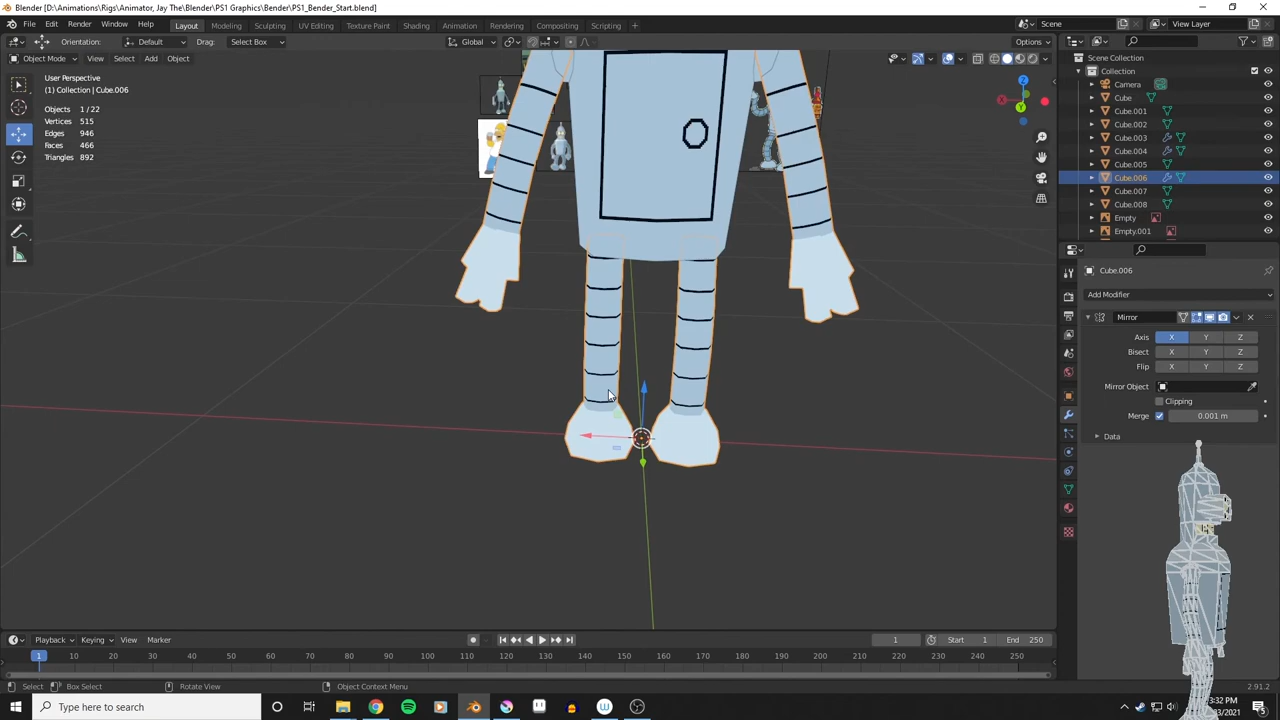 Blender [D:\Animations\Rigs\Animator, Jay The\Blender\PS1 Graphics\Bender\PS1_Bender_Start.blend]
File Edit Render Window Help Layout Modeling Sculpting UV Editing Texture Paint Shading Animation Rendering Compositing Scripting + Scene View Layer
Orientation: Default Drag: Select Box Global Options
Object Mode View Select Add Object
User Perspective
(1) Collection | Cube.006
Objects 1 / 22
Vertices 515
Edges 946
Faces 466
Triangles 892
Scene Collection
Collection
Camera
Cube
Cube.001
Cube.002
Cube.003
Cube.004
Cube.005
Cube.006
Cube.007
Cube.008
Empty
Empty.001
Cube.006
Add Modifier
Mirror
Axis X Y Z
Bisect X Y Z
Flip X Y Z
Mirror Object
Clipping
Merge 0.001 m
Data
Playback Keying View Marker 1 Start 1 End 250
1 10 20 30 40 50 60 70 80 90 100 110 120 130 140 150 160 170 180 190 200 210 220 230 240 250
Select Box Select Rotate View Object Context Menu 2.91.2
Type here to search